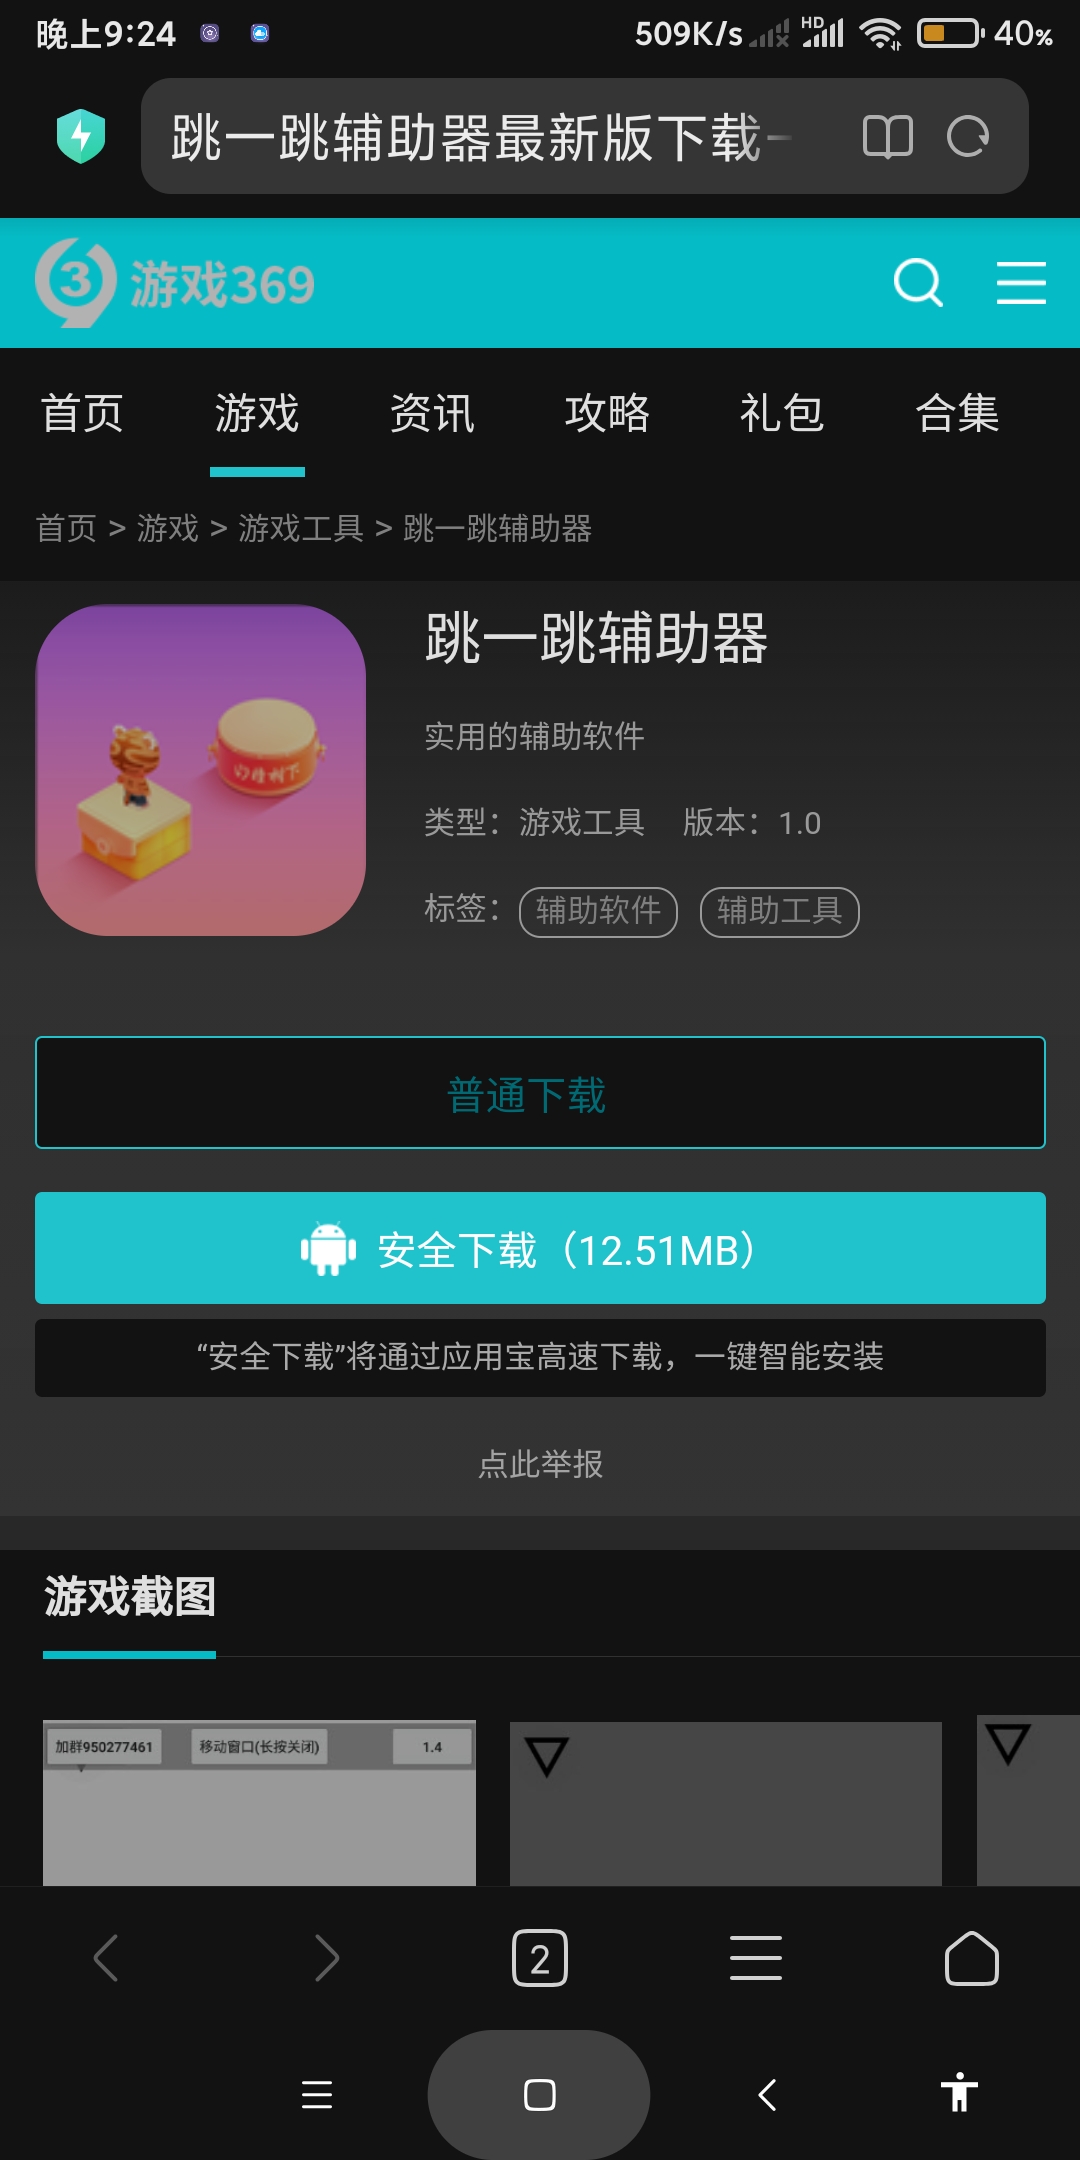 晚上9:24 509K/s HD 40%
跳一跳辅助器最新版下载-
游戏369
首页 游戏 资讯 攻略 礼包 合集
首页 > 游戏 > 游戏工具 > 跳一跳辅助器
跳一跳辅助器
实用的辅助软件
类型：游戏工具 版本：1.0
标签： 辅助软件 辅助工具
普通下载
安全下载（12.51MB）
“安全下载”将通过应用宝高速下载，一键智能安装
点此举报
游戏截图
加群950277461 移动窗口(长按关闭) 1.4
2